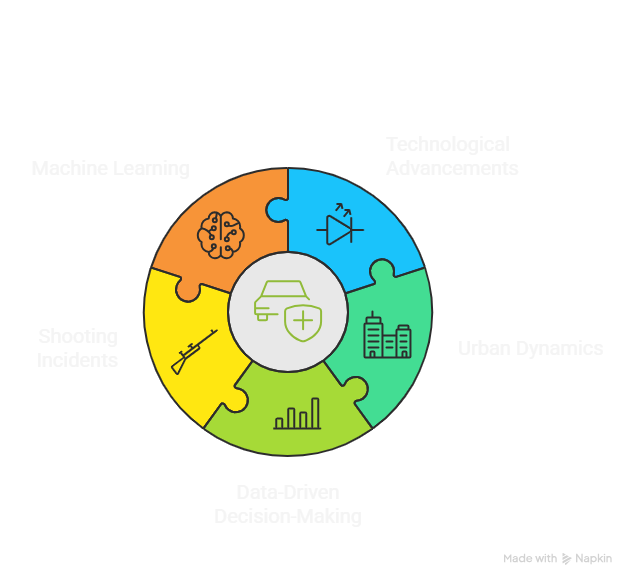 Technological
Advancements
Machine Learning
Shooting
Incidents
Urban Dynamics
Data-Driven
Decision-Making
Made with Napkin